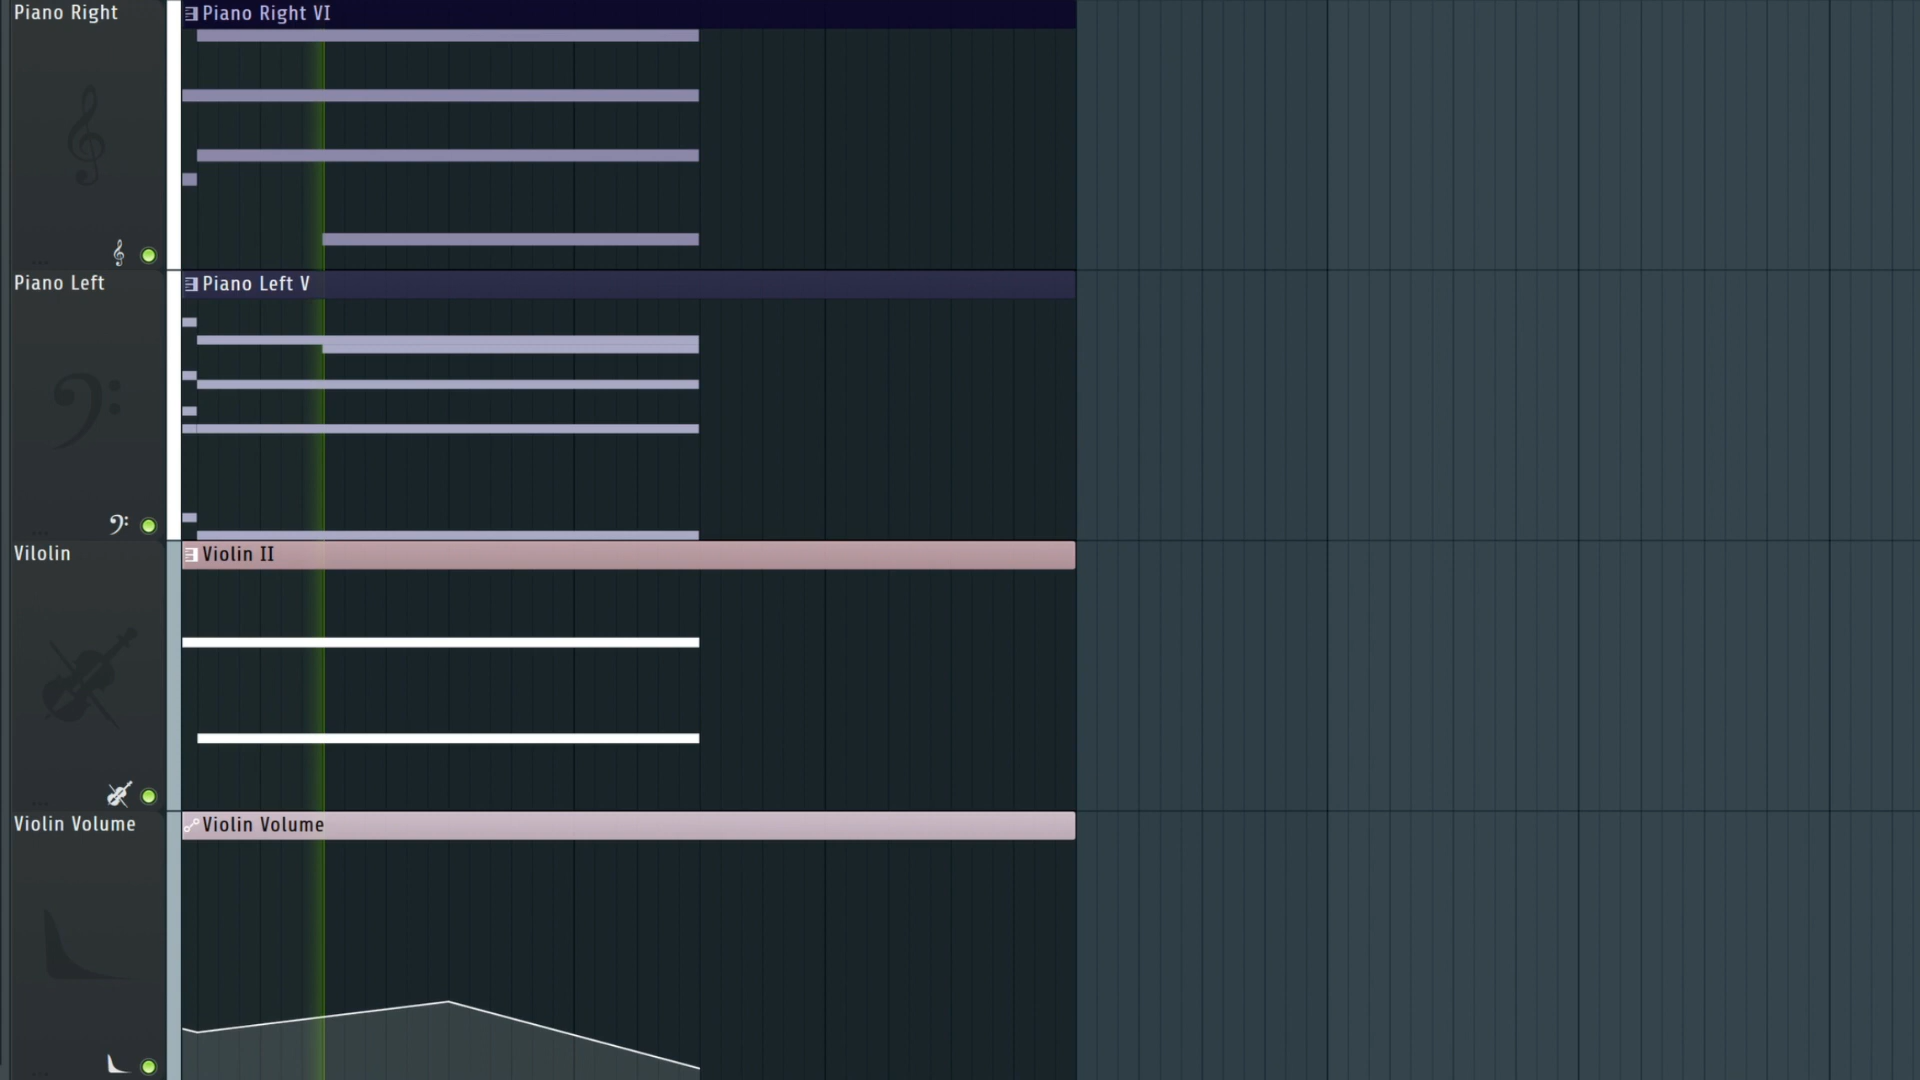 Piano Right
Piano Right VI
Piano Left
Piano Left V
Vilolin
Violin II
Violin Volume
Violin Volume